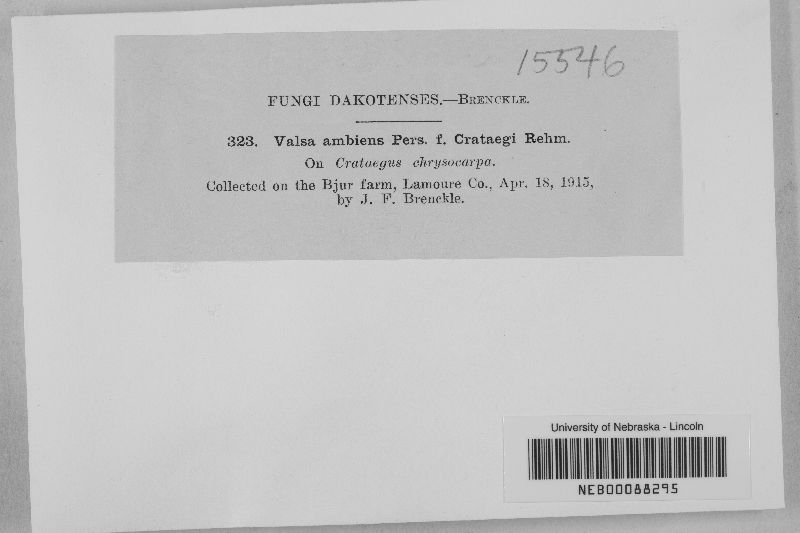 15546
FUNGI DAKOTENSES.—BRENCKLE.
323. Valsa ambiens Pers. f. Crataegi Rehm.
On Crataegus chrysocarpa.
Collected on the Bjur farm, Lamoure Co., Apr. 18, 1915,
by J. F. Brenckle.
University of Nebraska - Lincoln
NEB00088295